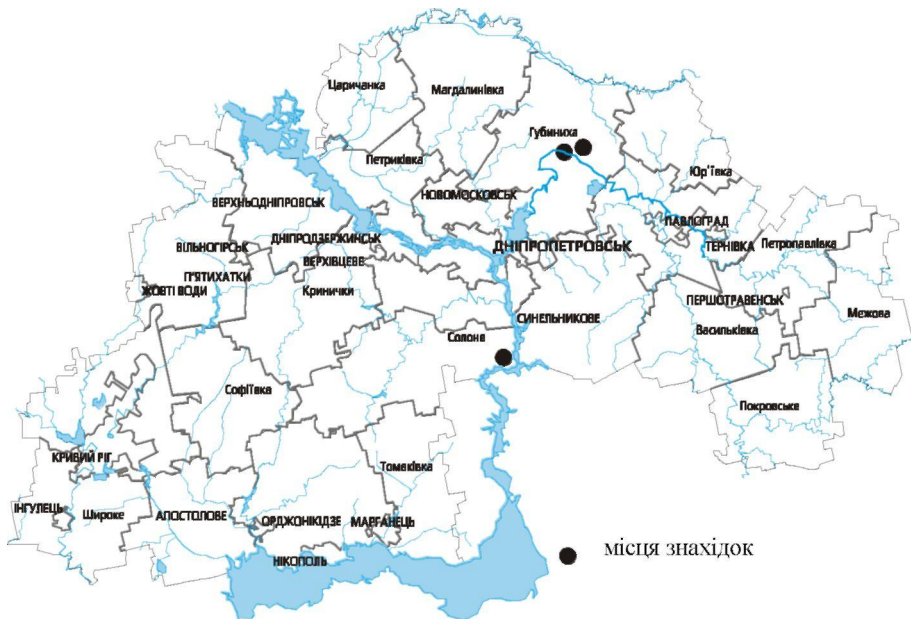 Царичанка
Магдалинівка
Губиниха
Петриківка
Юр'ївка
НОВОМОСКОВСЬК
ВЕРХНЬОДНІПРОВСЬК
ПАВЛОГРАД
ДНІПРОДЗЕРЖИНСЬК
ДНІПРОПЕТРОВСЬК
ТЕРНІВКА
Петропавлівка
ВІЛЬНОГІРСЬК
ВЕРХІВЦЕВЕ
П'ЯТИХАТКИ
ЖОВТІ ВОДИ
Кринички
ПЕРШОТРАВЕНСЬК
Межова
СИНЕЛЬНИКОВЕ
Васильківка
Солоне
Софіївка
Покровське
КРИВИЙ РІГ
Томаківка
ІНГУЛЕЦЬ
Широке
АПОСТОЛОВЕ
ОРДЖОНІКІДЗЕ
МАРГАНЕЦЬ
місця знахідок
НІКОПОЛЬ